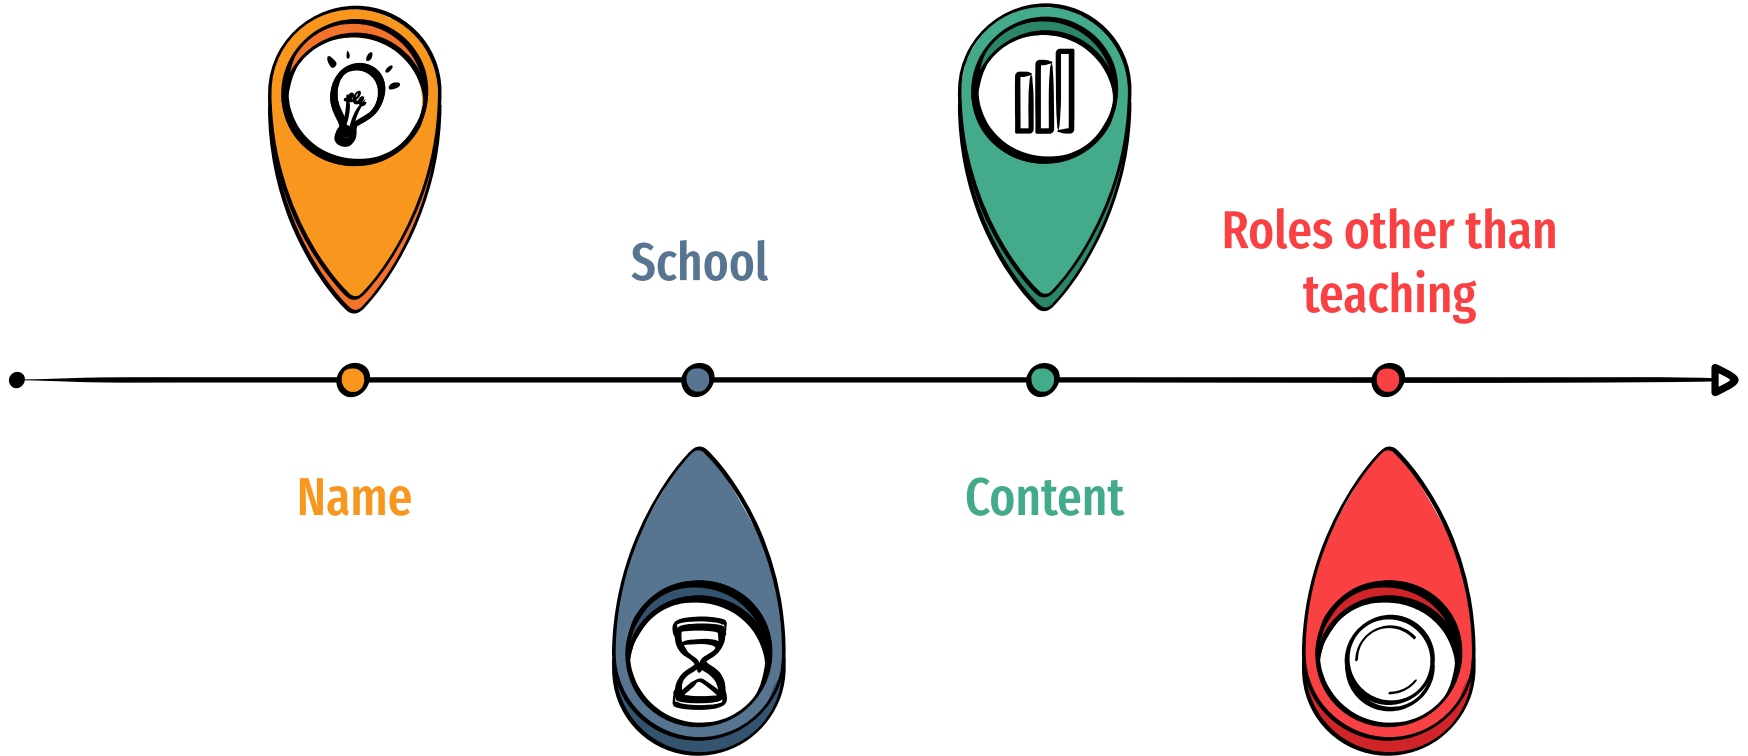 School
Roles other than
teaching
Name
Content